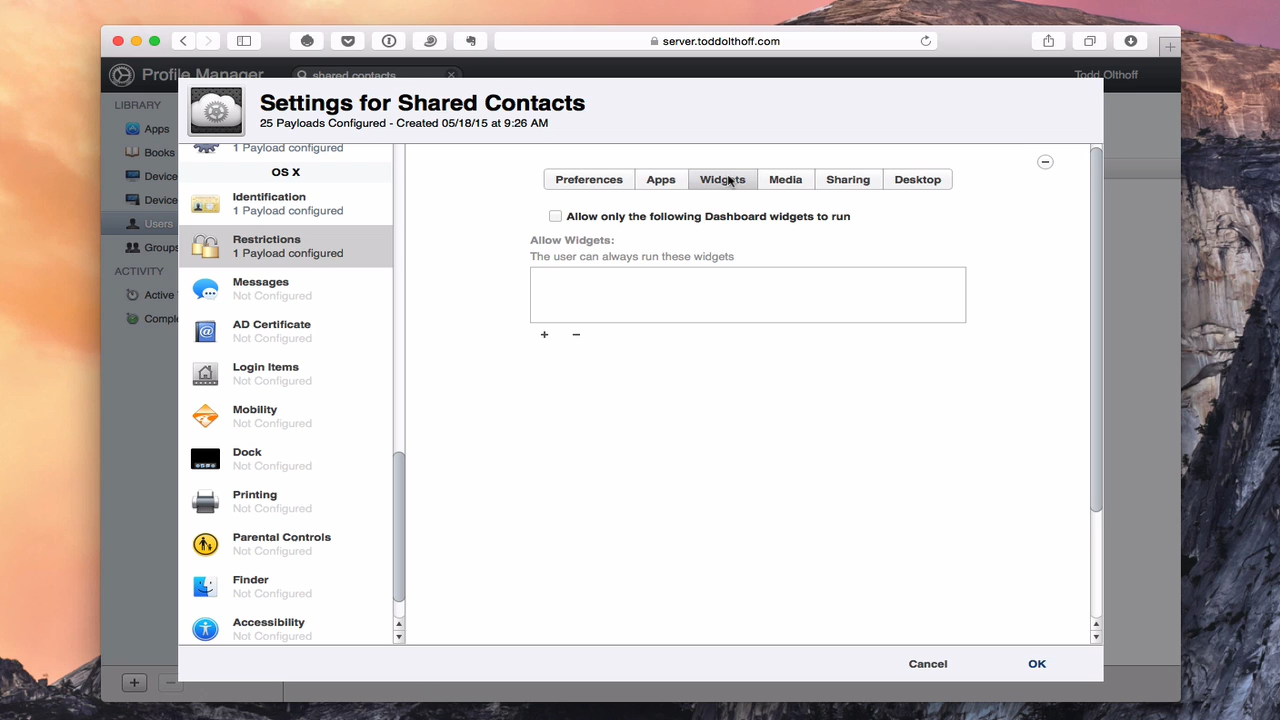 server.toddolthoff.com
Profile Manager
shared contacts
Todd Olthoff
LIBRARY
Apps
Books
Device
Device
Users
Groups
ACTIVITY
Active
Comple
Settings for Shared Contacts
25 Payloads Configured - Created 05/18/15 at 9:26 AM
1 Payload configured
OS X
Identification
1 Payload configured
Restrictions
1 Payload configured
Messages
Not Configured
AD Certificate
Not Configured
Login Items
Not Configured
Mobility
Not Configured
Dock
Not Configured
Printing
Not Configured
Parental Controls
Not Configured
Finder
Not Configured
Accessibility
Not Configured
Preferences
Apps
Widgets
Media
Sharing
Desktop
Allow only the following Dashboard widgets to run
Allow Widgets:
The user can always run these widgets
+ −
Cancel
OK